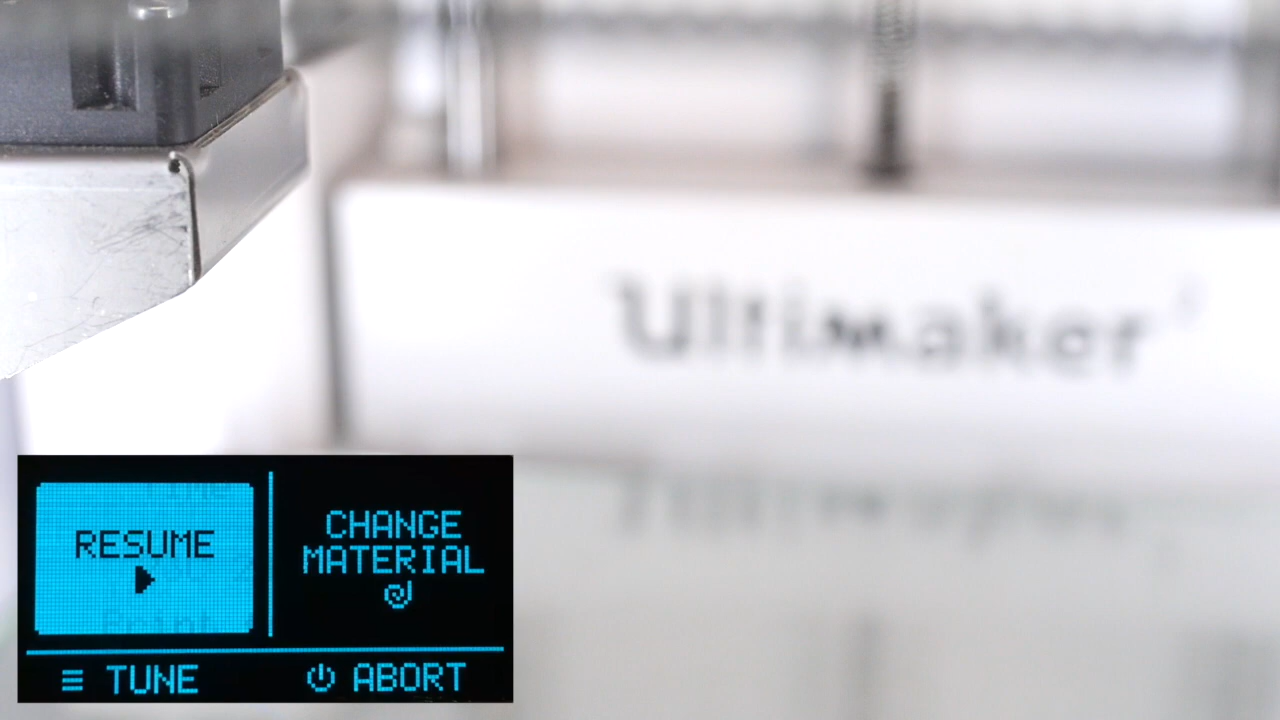 Ultimaker
RESUME
CHANGE
MATERIAL
TUNE
ABORT